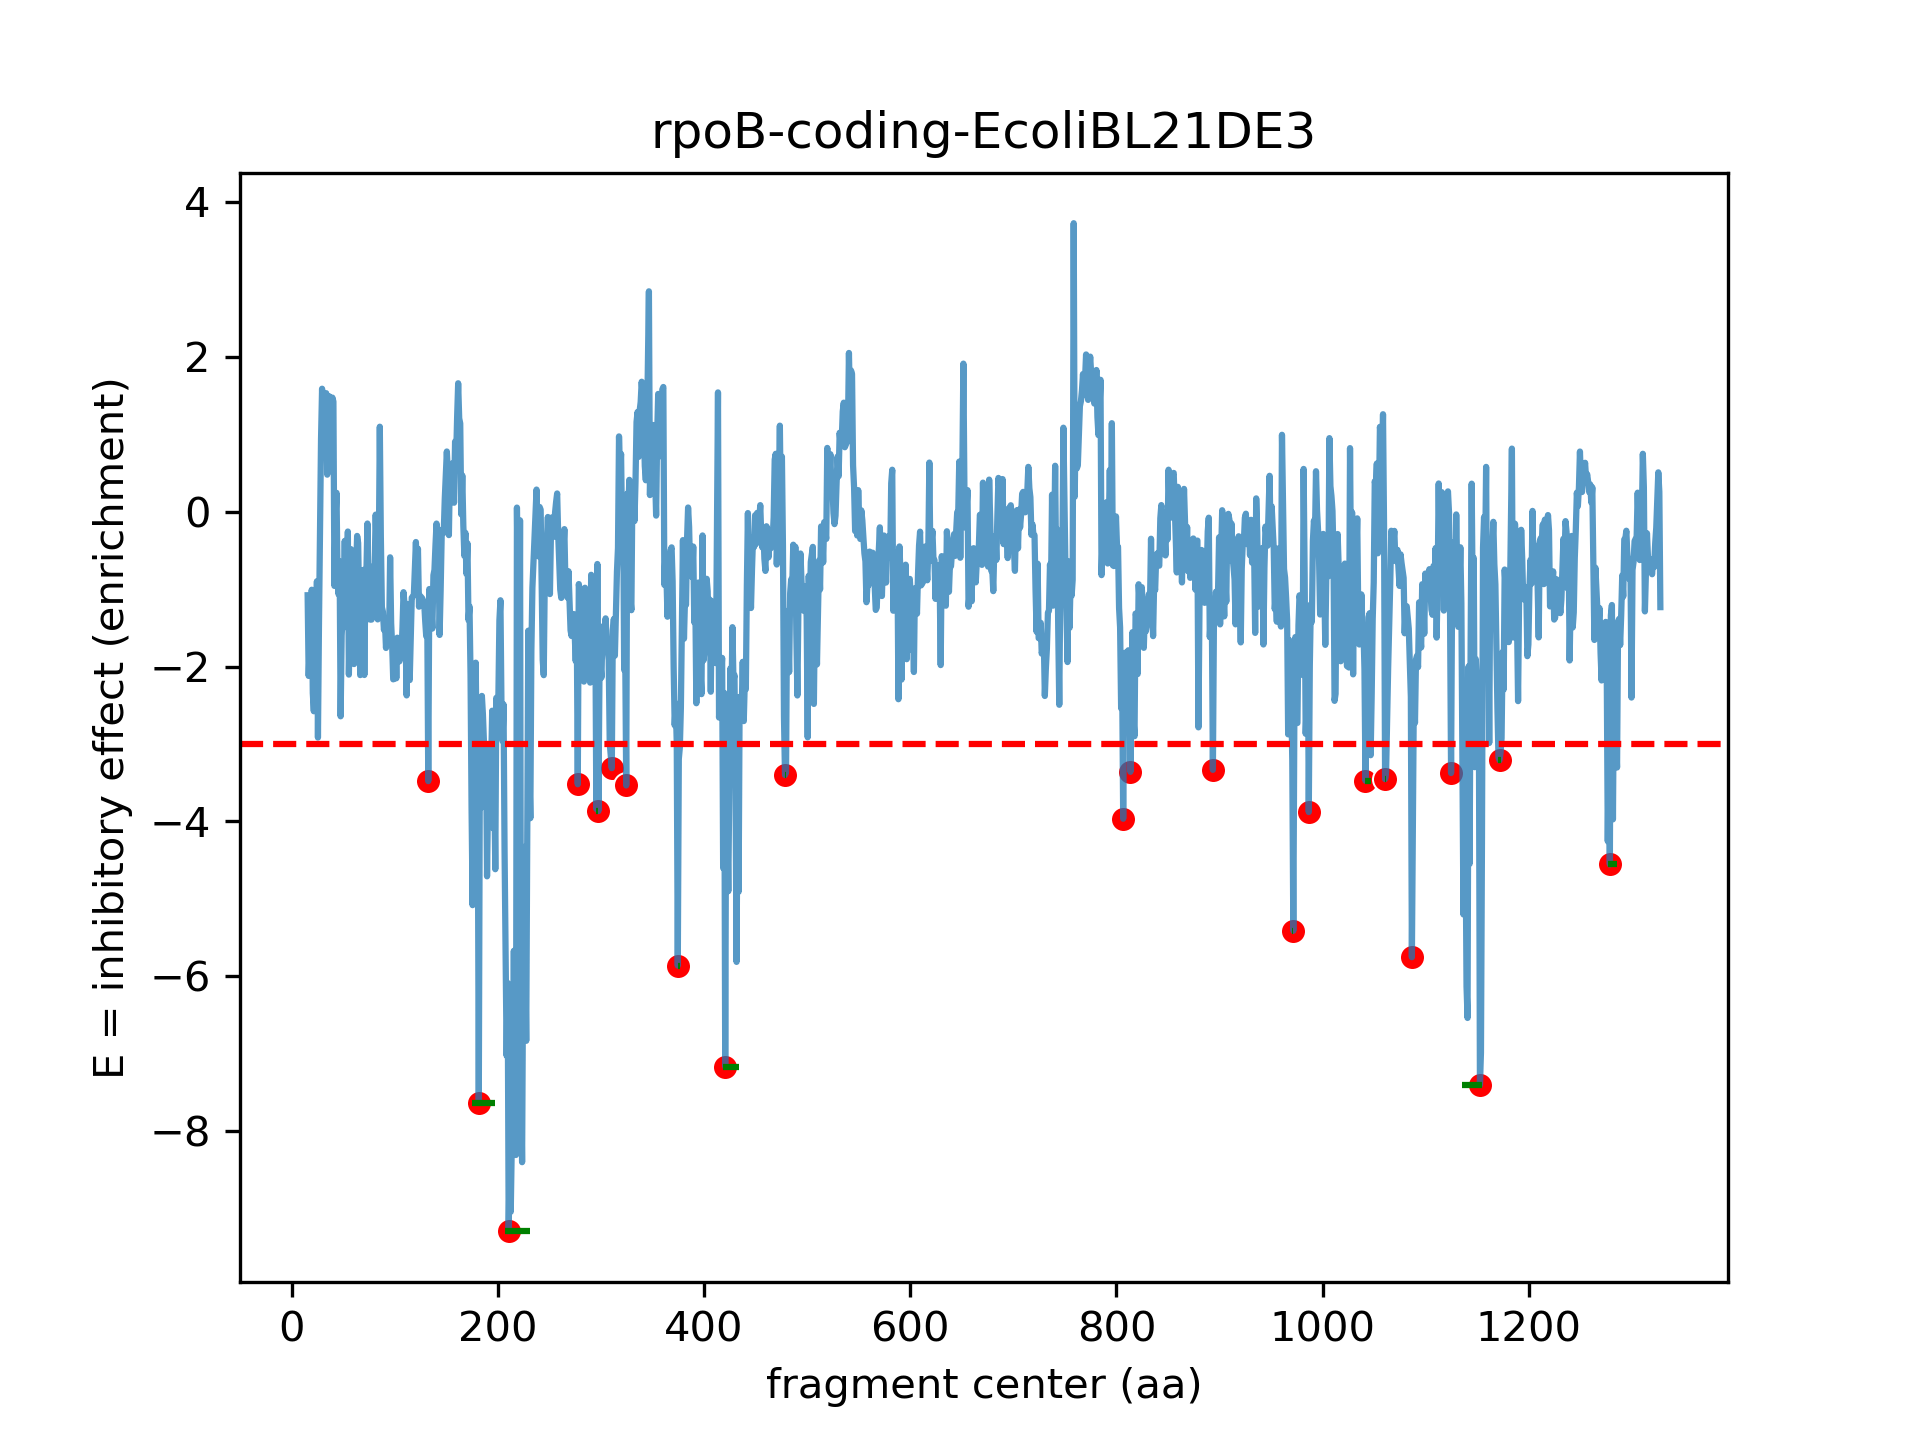 rpoB-coding-EcoliBL21DE3
E = inhibitory effect (enrichment)
4
2
0
−2
−4
−6
−8
0 200 400 600 800 1000 1200
fragment center (aa)